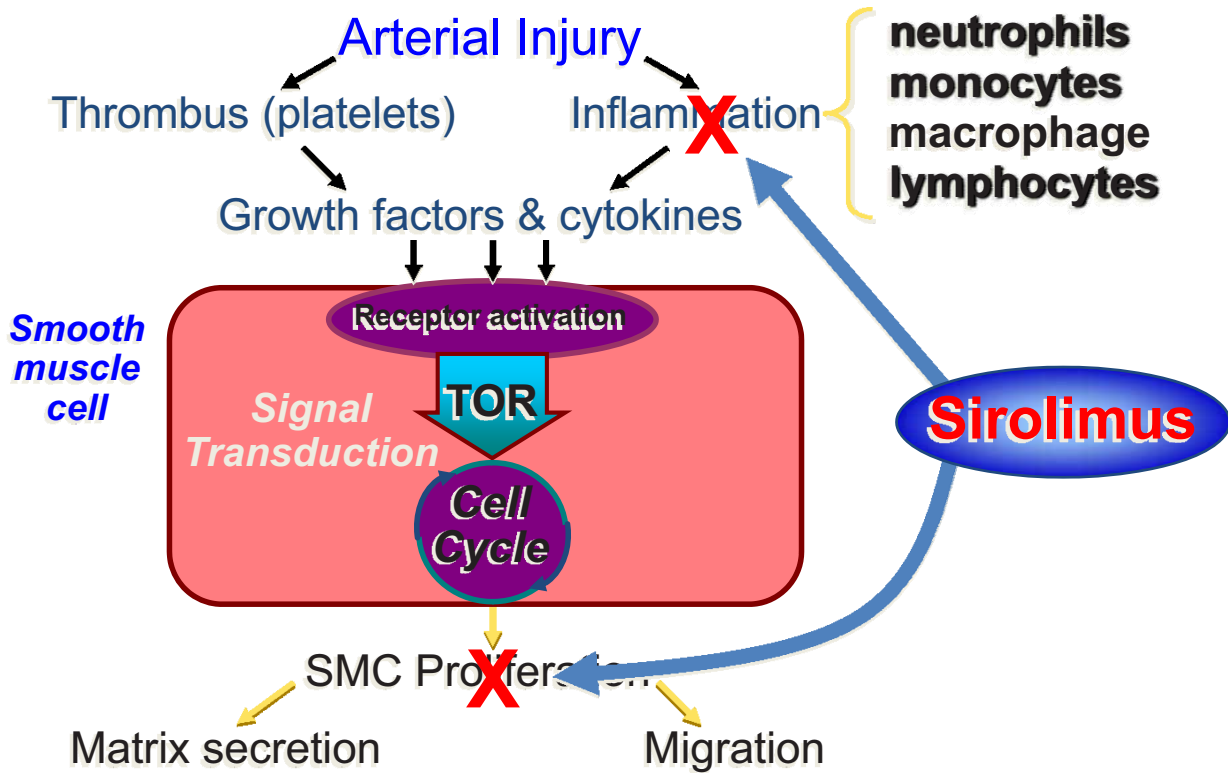 Arterial Injury
neutrophils
monocytes
macrophage
lymphocytes
Thrombus (platelets)
Inflammation
X
Growth factors & cytokines
Smooth
muscle
cell
Receptor activation
TOR
Signal
Transduction
Sirolimus
Cell
Cycle
SMC Proliferation
X
Matrix secretion
Migration